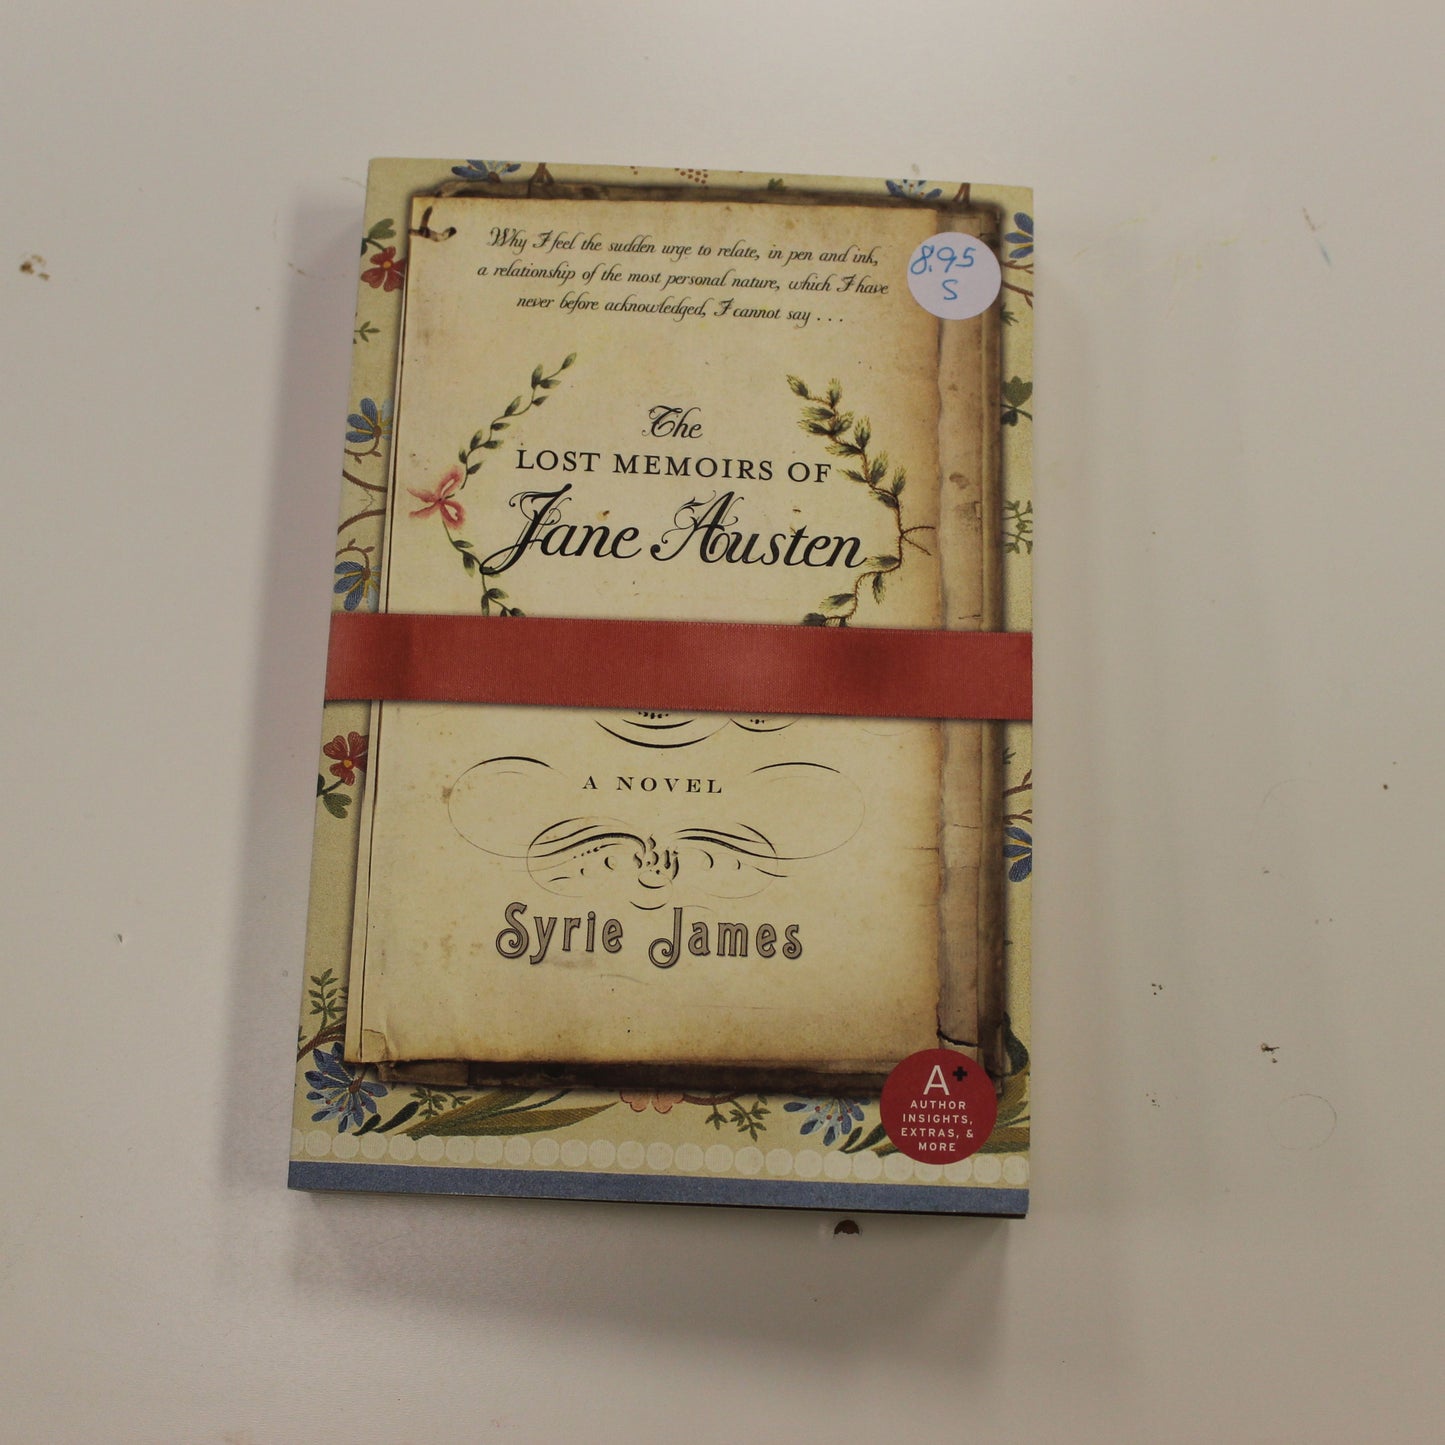 Why I feel the sudden urge to relate, in pen and ink,
a relationship of the most personal nature, which I have
never before acknowledged, I cannot say . . .
8.95
S
The
LOST MEMOIRS OF
Jane Austen
A NOVEL
By
Syrie James
A+
AUTHOR
INSIGHTS,
EXTRAS, &
MORE